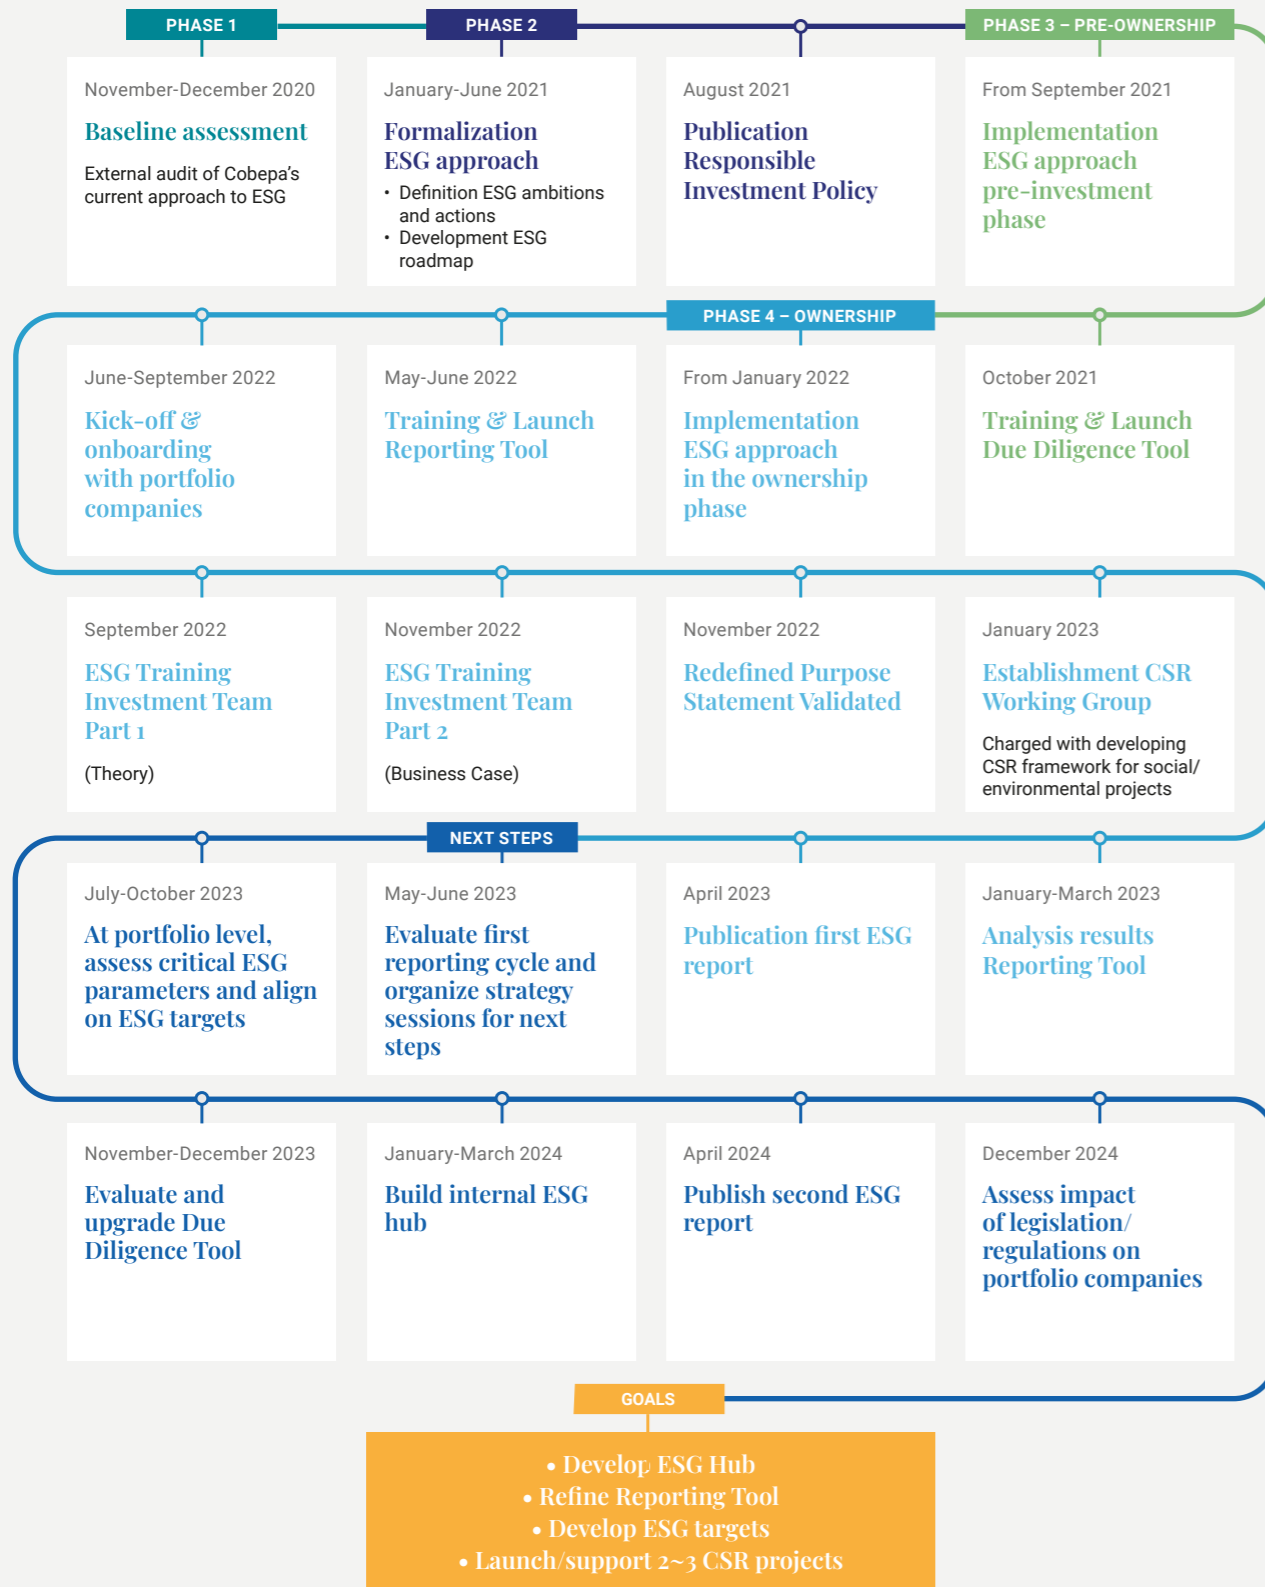 PHASE 1
November-December 2020
Baseline assessment
External audit of Cobepa's
current approach to ESG
PHASE 2
January-June 2021
Formalization
ESG approach
• Definition ESG ambitions
and actions
• Development ESG
roadmap
August 2021
Publication
Responsible
Investment Policy
PHASE 3 – PRE-OWNERSHIP
From September 2021
Implementation
ESG approach
pre-investment
phase
October 2021
Training & Launch
Due Diligence Tool
PHASE 4 – OWNERSHIP
From January 2022
Implementation
ESG approach
in the ownership
phase
May-June 2022
Training & Launch
Reporting Tool
June-September 2022
Kick-off &
onboarding
with portfolio
companies
September 2022
ESG Training
Investment Team
Part 1
(Theory)
November 2022
ESG Training
Investment Team
Part 2
(Business Case)
November 2022
Redefined Purpose
Statement Validated
January 2023
Establishment CSR
Working Group
Charged with developing
CSR framework for social/
environmental projects
January-March 2023
Analysis results
Reporting Tool
April 2023
Publication first ESG
report
NEXT STEPS
May-June 2023
Evaluate first
reporting cycle and
organize strategy
sessions for next
steps
July-October 2023
At portfolio level,
assess critical ESG
parameters and align
on ESG targets
November-December 2023
Evaluate and
upgrade Due
Diligence Tool
January-March 2024
Build internal ESG
hub
April 2024
Publish second ESG
report
December 2024
Assess impact
of legislation/
regulations on
portfolio companies
GOALS
• Develop ESG Hub
• Refine Reporting Tool
• Develop ESG targets
• Launch/support 2~3 CSR projects